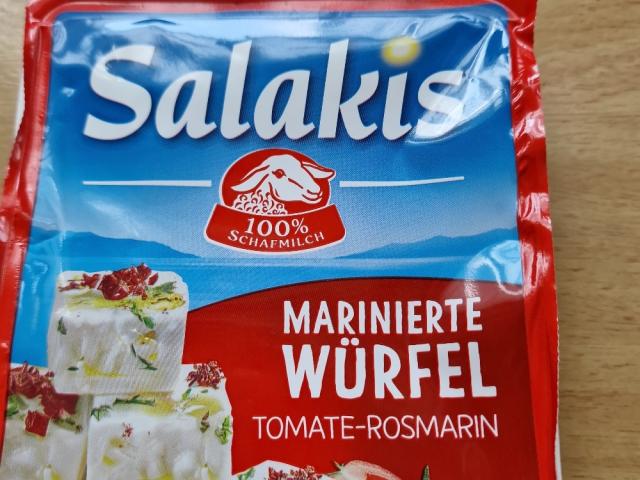 Salakis
100%
SCHAFMILCH
MARINIERTE
WÜRFEL
TOMATE-ROSMARIN